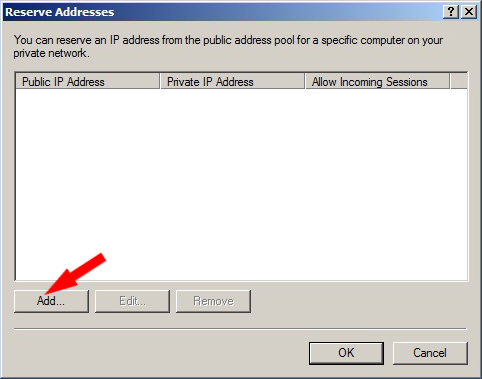 Reserve Addresses
You can reserve an IP address from the public address pool for a specific computer on your
private network.
Public IP Address Private IP Address Allow Incoming Sessions
Add... Edit... Remove
OK Cancel